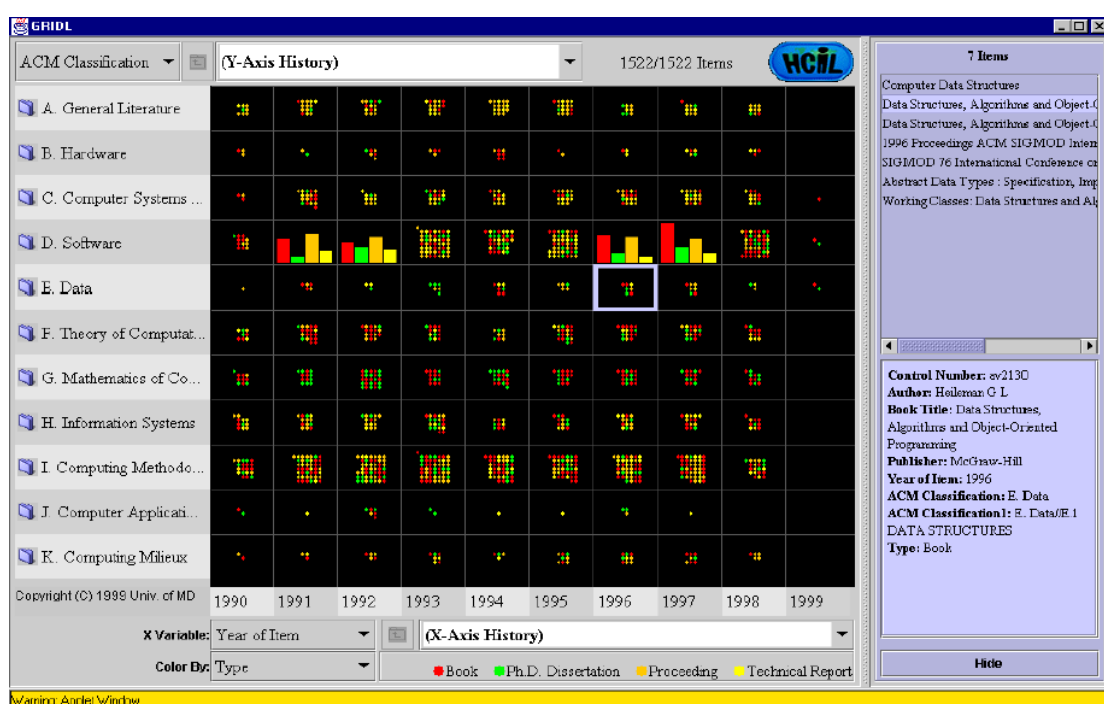 GRIDL
ACM Classification
(Y-Axis History)
1522/1522 Items
HCIL
A. General Literature
B. Hardware
C. Computer Systems ...
D. Software
E. Data
F. Theory of Computat...
G. Mathematics of Co...
H. Information Systems
I. Computing Methodo...
J. Computer Applicati...
K. Computing Milieux
Copyright (C) 1999 Univ. of MD
1990 1991 1992 1993 1994 1995 1996 1997 1998 1999
X Variable: Year of Item
(X-Axis History)
Color By: Type
Book Ph.D. Dissertation Proceeding Technical Report
7 Items
Computer Data Structures
Data Structures, Algorithms and Object-
Data Structures, Algorithms and Object-
1996 Proceedings ACM SIGMOD
SIGMOD 76 International Conference
Abstract Data Types : Specification,
Working Classes: Data Structures and
Control Number: ev2130
Author: Heileman G L
Book Title: Data Structures,
Algorithms and Object-Oriented
Programming
Publisher: McGraw-Hill
Year of Item: 1996
ACM Classification: E. Data
ACM Classification1: E. Data//E.1
DATA STRUCTURES
Type: Book
Hide
Warning: Applet Window